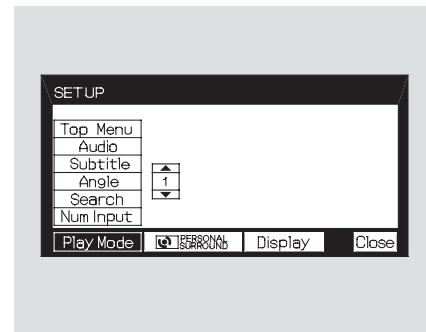 SETUP
Top Menu
Audio
Subtitle
Angle
1
Search
Num Input
Play Mode PERSONAL SURROUND Display Close